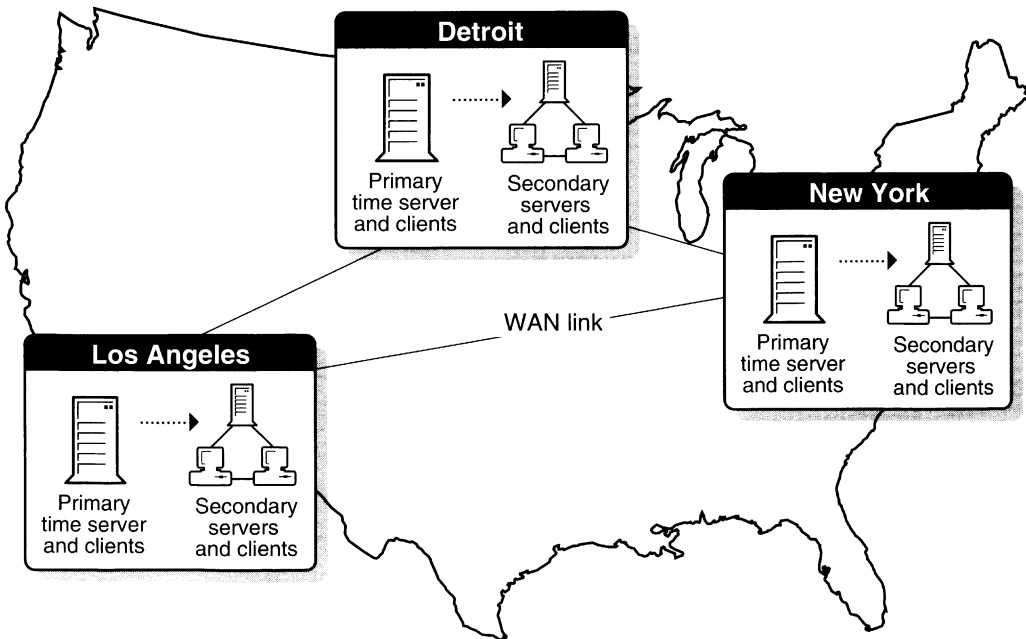 Detroit
Primary
time server
and clients
Secondary
servers
and clients
New York
Primary
time server
and clients
Secondary
servers
and clients
WAN link
Los Angeles
Primary
time server
and clients
Secondary
servers
and clients